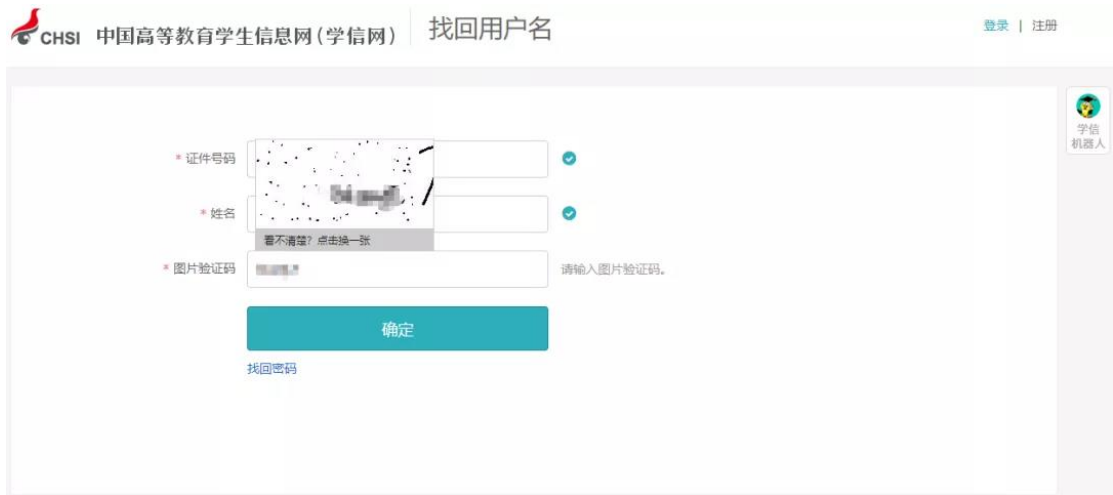 CHSI 中国高等教育学生信息网(学信网) 找回用户名 登录 | 注册
学信
机器人
* 证件号码
* 姓名
看不清楚?点击换一张
* 图片验证码 请输入图片验证码。
确定
找回密码